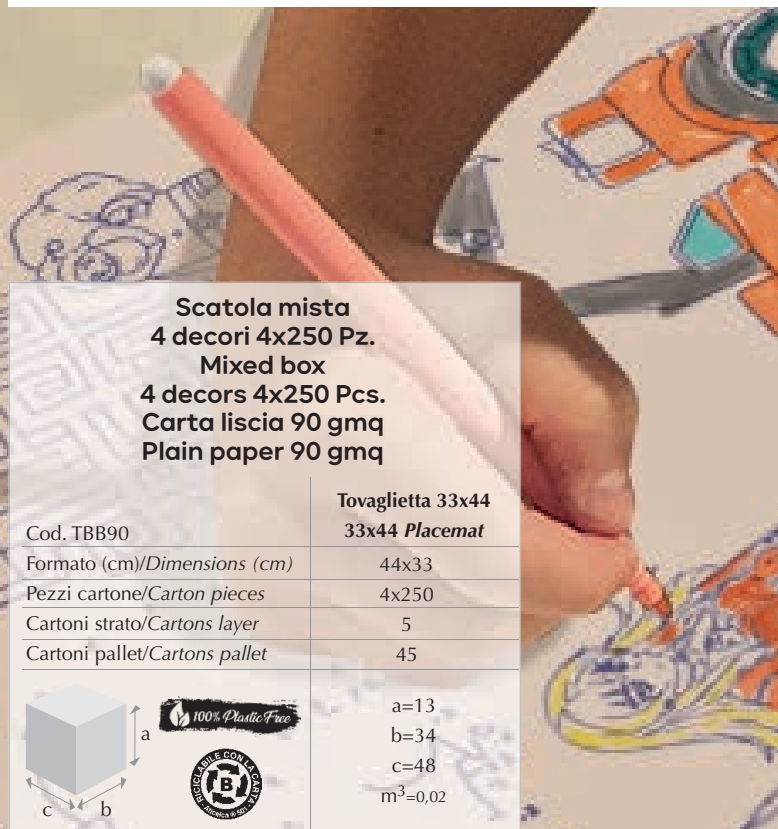 Scatola mista
4 decori 4x250 Pz.
Mixed box
4 decors 4x250 Pcs.
Carta liscia 90 gmq
Plain paper 90 gmq
Tovaglietta 33x44
Cod. TBB90 33x44 Placemat
Formato (cm)/Dimensions (cm) 44x33
Pezzi cartone/Carton pieces 4x250
Cartoni strato/Cartons layer 5
Cartoni pallet/Cartons pallet 45
100% Plastic Free
a
c b
RICICLABILE CON LA CARTA
B
Aticelca ® 501
a=13
b=34
c=48
m³=0,02